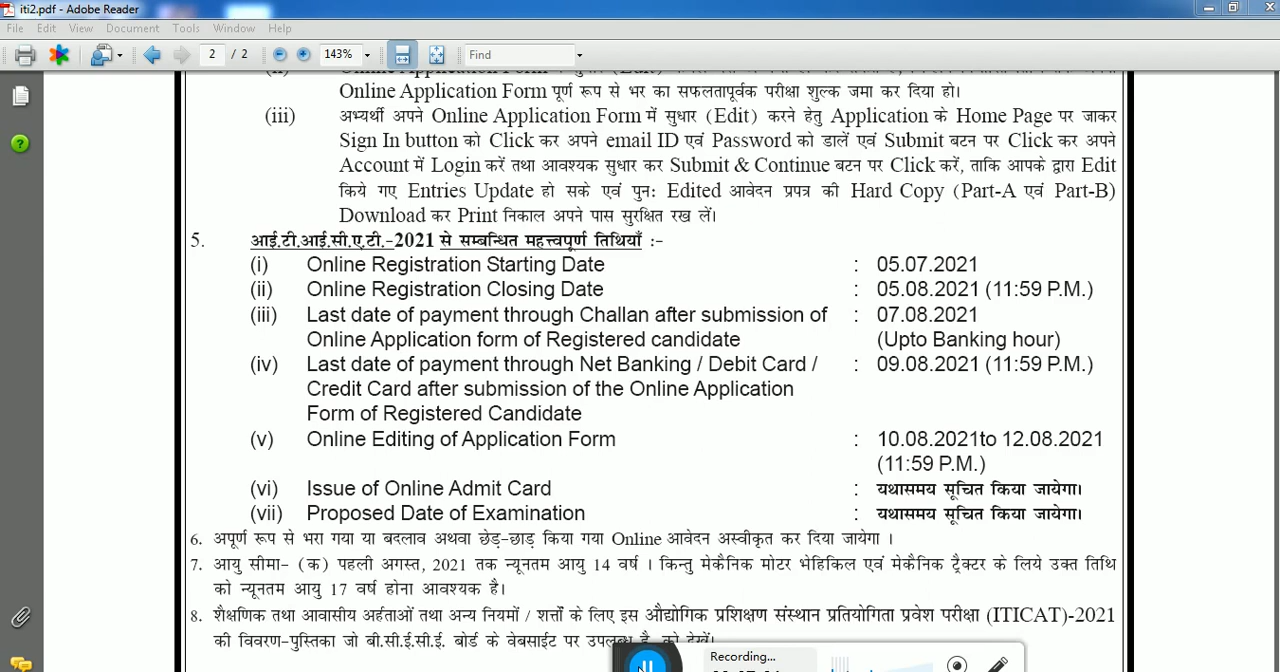 iti2.pdf - Adobe Reader
File Edit View Document Tools Window Help
2 / 2 143% Find
Online Application Form पूर्ण रूप से भर का सफलतापूर्वक परीक्षा शुल्क जमा कर दिया हो।
(iii) अभ्यर्थी अपने Online Application Form में सुधार (Edit) करने हेतु Application के Home Page पर जाकर
Sign In button को Click कर अपने email ID एवं Password को डालें एवं Submit बटन पर Click कर अपने
Account में Login करें तथा आवश्यक सुधार कर Submit & Continue बटन पर Click करें, ताकि आपके द्वारा Edit
किये गए Entries Update हो सके एवं पुनः Edited आवेदन प्रपत्र की Hard Copy (Part-A एवं Part-B)
Download कर Print निकाल अपने पास सुरक्षित रख लें।
5. आई.टी.आई.सी.ए.टी.-2021 से सम्बन्धित महत्त्वपूर्ण तिथियाँ :-
(i) Online Registration Starting Date : 05.07.2021
(ii) Online Registration Closing Date : 05.08.2021 (11:59 P.M.)
(iii) Last date of payment through Challan after submission of : 07.08.2021
Online Application form of Registered candidate (Upto Banking hour)
(iv) Last date of payment through Net Banking / Debit Card / : 09.08.2021 (11:59 P.M.)
Credit Card after submission of the Online Application
Form of Registered Candidate
(v) Online Editing of Application Form : 10.08.2021to 12.08.2021
(11:59 P.M.)
(vi) Issue of Online Admit Card : यथासमय सूचित किया जायेगा।
(vii) Proposed Date of Examination : यथासमय सूचित किया जायेगा।
6. अपूर्ण रूप से भरा गया या बदलाव अथवा छेड़-छाड़ किया गया Online आवेदन अस्वीकृत कर दिया जायेगा ।
7. आयु सीमा- (क) पहली अगस्त, 2021 तक न्यूनतम आयु 14 वर्ष । किन्तु मेकैनिक मोटर भेहिकिल एवं मेकैनिक ट्रैक्टर के लिये उक्त तिथि
को न्यूनतम आयु 17 वर्ष होना आवश्यक है।
8. शैक्षणिक तथा आवासीय अर्हताओं तथा अन्य नियमों / शर्त्तों के लिए इस औद्योगिक प्रशिक्षण संस्थान प्रतियोगिता प्रवेश परीक्षा (ITICAT)-2021
की विवरण-पुस्तिका जो बी.सी.ई.सी.ई. बोर्ड के वेबसाईट पर उपलब्ध है, को देखें।
Recording...